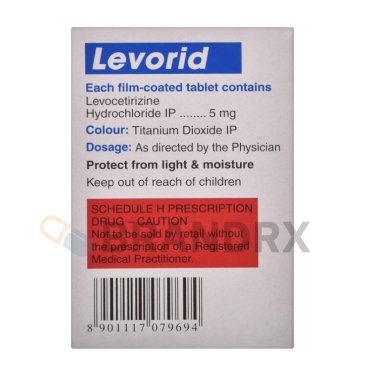 Levorid
Each film-coated tablet contains
Levocetirizine
Hydrochloride IP ........ 5 mg
Colour: Titanium Dioxide IP
Dosage: As directed by the Physician
Protect from light & moisture
Keep out of reach of children
SCHEDULE H PRESCRIPTION
DRUG – CAUTION
Not to be sold by retail without
the prescription of a Registered
Medical Practitioner.
8 901117 079694